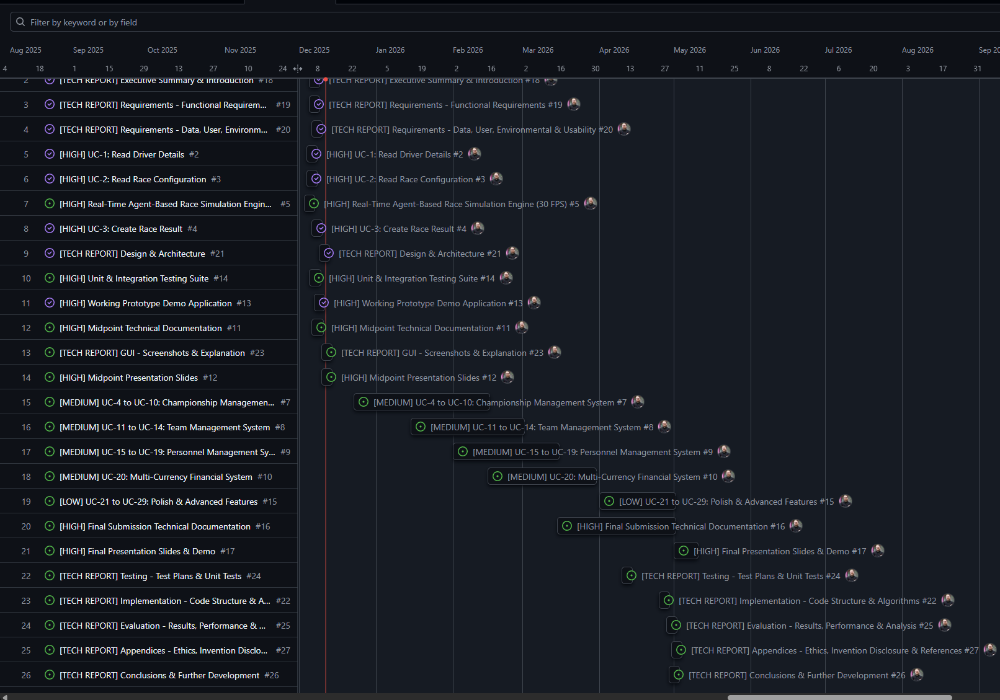 Filter by keyword or by field
Aug 2025 Sep 2025 Oct 2025 Nov 2025 Dec 2025 Jan 2026 Feb 2026 Mar 2026 Apr 2026 May 2026 Jun 2026 Jul 2026 Aug 2026 Sep 20
4 18 1 15 29 13 27 10 24 8 22 5 19 2 16 2 16 30 13 27 11 25 8 22 6 20 3 17 31
2 [TECH REPORT] Executive Summary & Introduction #18 [TECH REPORT] Executive Summary & Introduction #18
3 [TECH REPORT] Requirements - Functional Requirem... #19 [TECH REPORT] Requirements - Functional Requirements #19
4 [TECH REPORT] Requirements - Data, User, Environm... #20 [TECH REPORT] Requirements - Data, User, Environmental & Usability #20
5 [HIGH] UC-1: Read Driver Details #2 [HIGH] UC-1: Read Driver Details #2
6 [HIGH] UC-2: Read Race Configuration #3 [HIGH] UC-2: Read Race Configuration #3
7 [HIGH] Real-Time Agent-Based Race Simulation Engin... #5 [HIGH] Real-Time Agent-Based Race Simulation Engine (30 FPS) #5
8 [HIGH] UC-3: Create Race Result #4 [HIGH] UC-3: Create Race Result #4
9 [TECH REPORT] Design & Architecture #21 [TECH REPORT] Design & Architecture #21
10 [HIGH] Unit & Integration Testing Suite #14 [HIGH] Unit & Integration Testing Suite #14
11 [HIGH] Working Prototype Demo Application #13 [HIGH] Working Prototype Demo Application #13
12 [HIGH] Midpoint Technical Documentation #11 [HIGH] Midpoint Technical Documentation #11
13 [TECH REPORT] GUI - Screenshots & Explanation #23 [TECH REPORT] GUI - Screenshots & Explanation #23
14 [HIGH] Midpoint Presentation Slides #12 [HIGH] Midpoint Presentation Slides #12
15 [MEDIUM] UC-4 to UC-10: Championship Managemen... #7 [MEDIUM] UC-4 to UC-10: Championship Management System #7
16 [MEDIUM] UC-11 to UC-14: Team Management System #8 [MEDIUM] UC-11 to UC-14: Team Management System #8
17 [MEDIUM] UC-15 to UC-19: Personnel Management Sy... #9 [MEDIUM] UC-15 to UC-19: Personnel Management System #9
18 [MEDIUM] UC-20: Multi-Currency Financial System #10 [MEDIUM] UC-20: Multi-Currency Financial System #10
19 [LOW] UC-21 to UC-29: Polish & Advanced Features #15 [LOW] UC-21 to UC-29: Polish & Advanced Features #15
20 [HIGH] Final Submission Technical Documentation #16 [HIGH] Final Submission Technical Documentation #16
21 [HIGH] Final Presentation Slides & Demo #17 [HIGH] Final Presentation Slides & Demo #17
22 [TECH REPORT] Testing - Test Plans & Unit Tests #24 [TECH REPORT] Testing - Test Plans & Unit Tests #24
23 [TECH REPORT] Implementation - Code Structure & A... #22 [TECH REPORT] Implementation - Code Structure & Algorithms #22
24 [TECH REPORT] Evaluation - Results, Performance & ... #25 [TECH REPORT] Evaluation - Results, Performance & Analysis #25
25 [TECH REPORT] Appendices - Ethics, Invention Disclo... #27 [TECH REPORT] Appendices - Ethics, Invention Disclosure & References #27
26 [TECH REPORT] Conclusions & Further Development #26 [TECH REPORT] Conclusions & Further Development #26